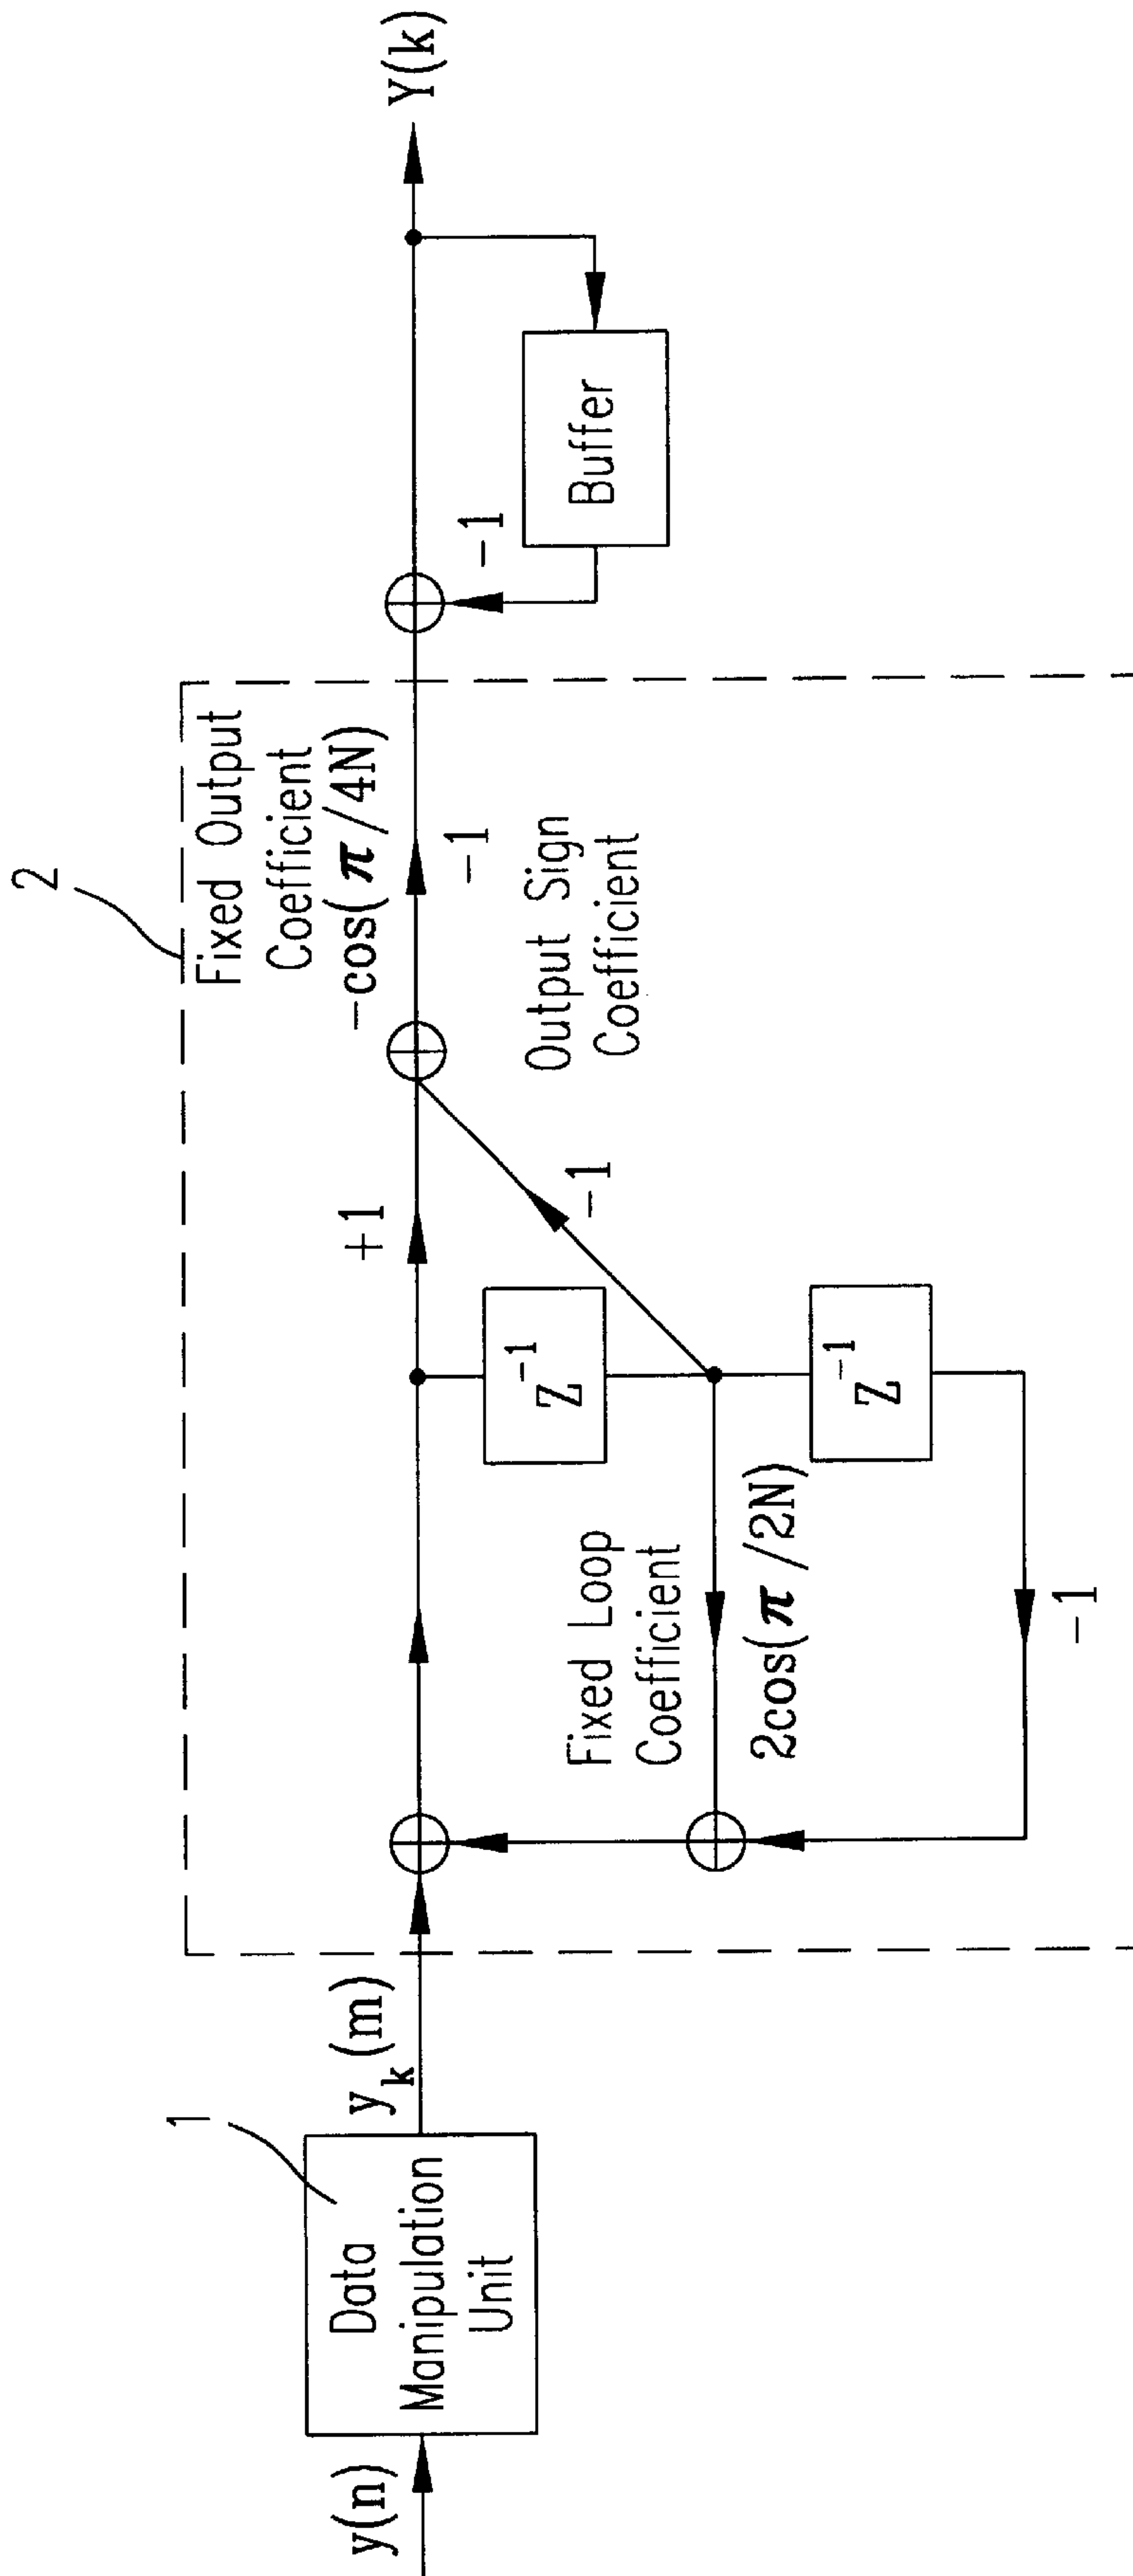 y(n)
1
Data
Manipulation
Unit
y_k(m)
2
Fixed Output
Coefficient
-cos(π/4N)
+1
-1
Output Sign
Coefficient
-1
Z^-1
Fixed Loop
Coefficient
2cos(π/2N)
Z^-1
-1
-1
Buffer
Y(k)